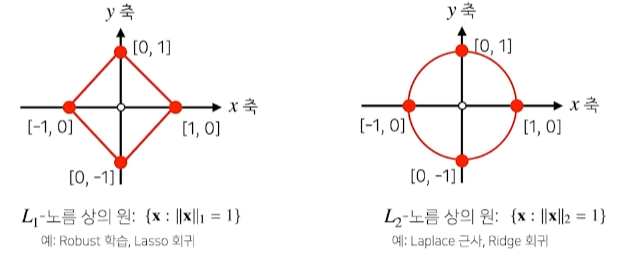 y 축
[0, 1]
x 축
[-1, 0]
[1, 0]
[0, -1]
L₁-노름 상의 원: {x : ||x||₁ = 1}
예: Robust 학습, Lasso 회귀
y 축
[0, 1]
x 축
[-1, 0]
[1, 0]
[0, -1]
L₂-노름 상의 원: {x : ||x||₂ = 1}
예: Laplace 근사, Ridge 회귀